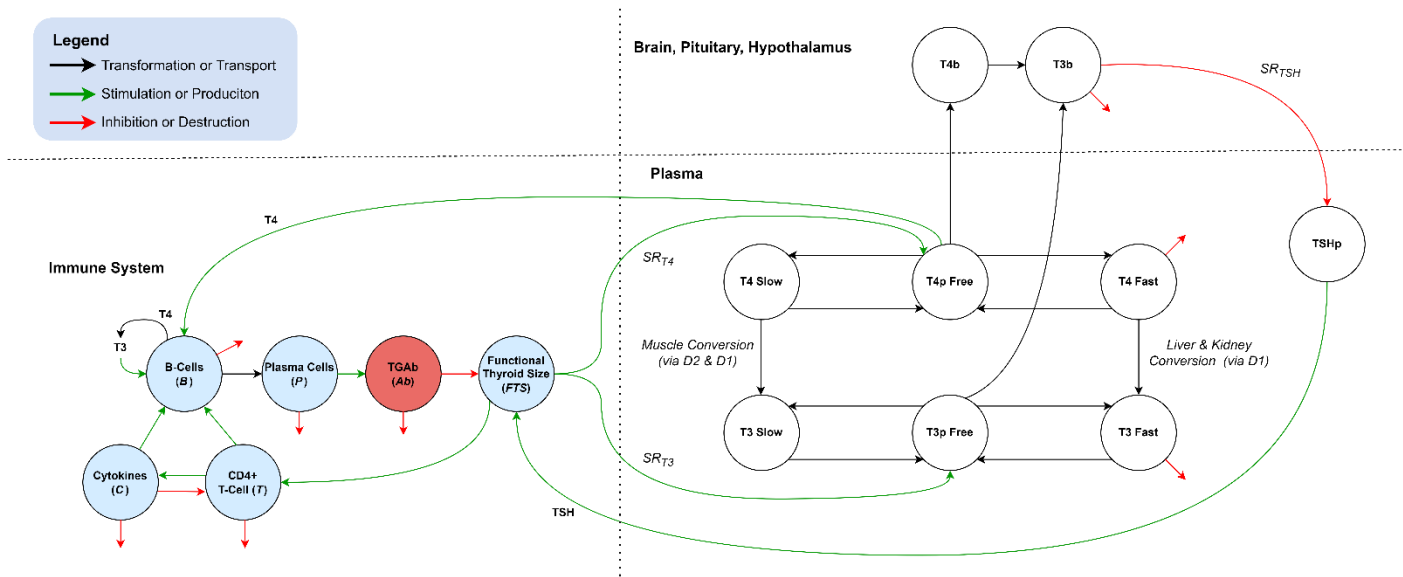 Legend
Transformation or Transport
Stimulation or Produciton
Inhibition or Destruction
Brain, Pituitary, Hypothalamus
T4b
T3b
SR_TSH
Plasma
TSHp
T4
SR_T4
T4 Slow
T4p Free
T4 Fast
Immune System
T4
T3
B-Cells
(B)
Plasma Cells
(P)
TGAb
(Ab)
Functional
Thyroid Size
(FTS)
Muscle Conversion
(via D2 & D1)
Liver & Kidney
Conversion (via D1)
T3 Slow
T3p Free
T3 Fast
SR_T3
Cytokines
(C)
CD4+
T-Cell (T)
TSH